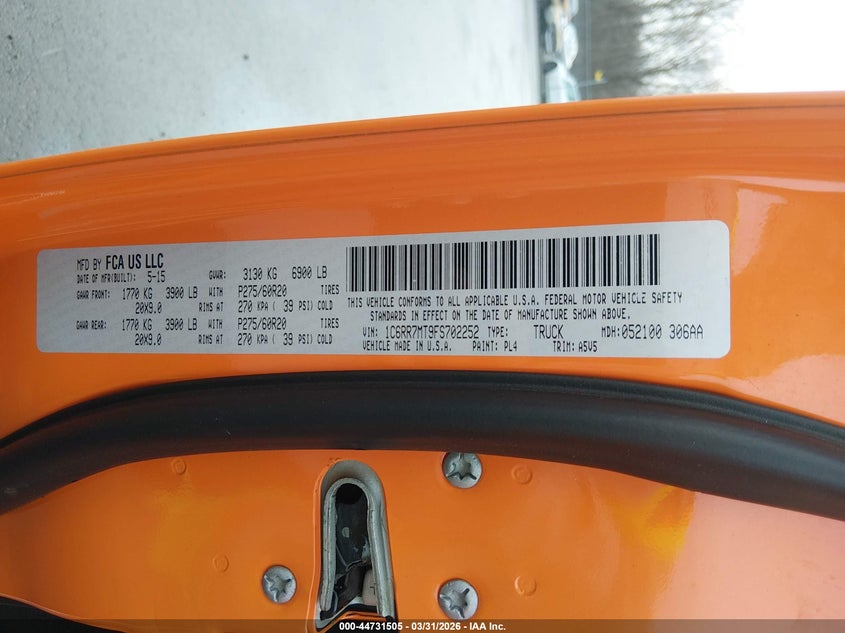 MFD BY FCA US LLC
DATE OF MFR(BUILT): 5-15 GVWR: 3130 KG 6900 LB
GAWR FRONT: 1770 KG 3900 LB WITH P275/60R20 TIRES
20X9.0 RIMS AT 270 KPA ( 39 PSI) COLD
GAWR REAR: 1770 KG 3900 LB WITH P275/60R20 TIRES
20X9.0 RIMS AT 270 KPA ( 39 PSI) COLD
THIS VEHICLE CONFORMS TO ALL APPLICABLE U.S.A. FEDERAL MOTOR VEHICLE SAFETY
STANDARDS IN EFFECT ON THE DATE OF MANUFACTURE SHOWN ABOVE.
VIN: 1C6RR7MT9FS702252 TYPE: TRUCK MDH:052100 306AA
VEHICLE MADE IN U.S.A. PAINT: PL4 TRIM: A5V5
000-44731505 - 03/31/2026 - IAA Inc.